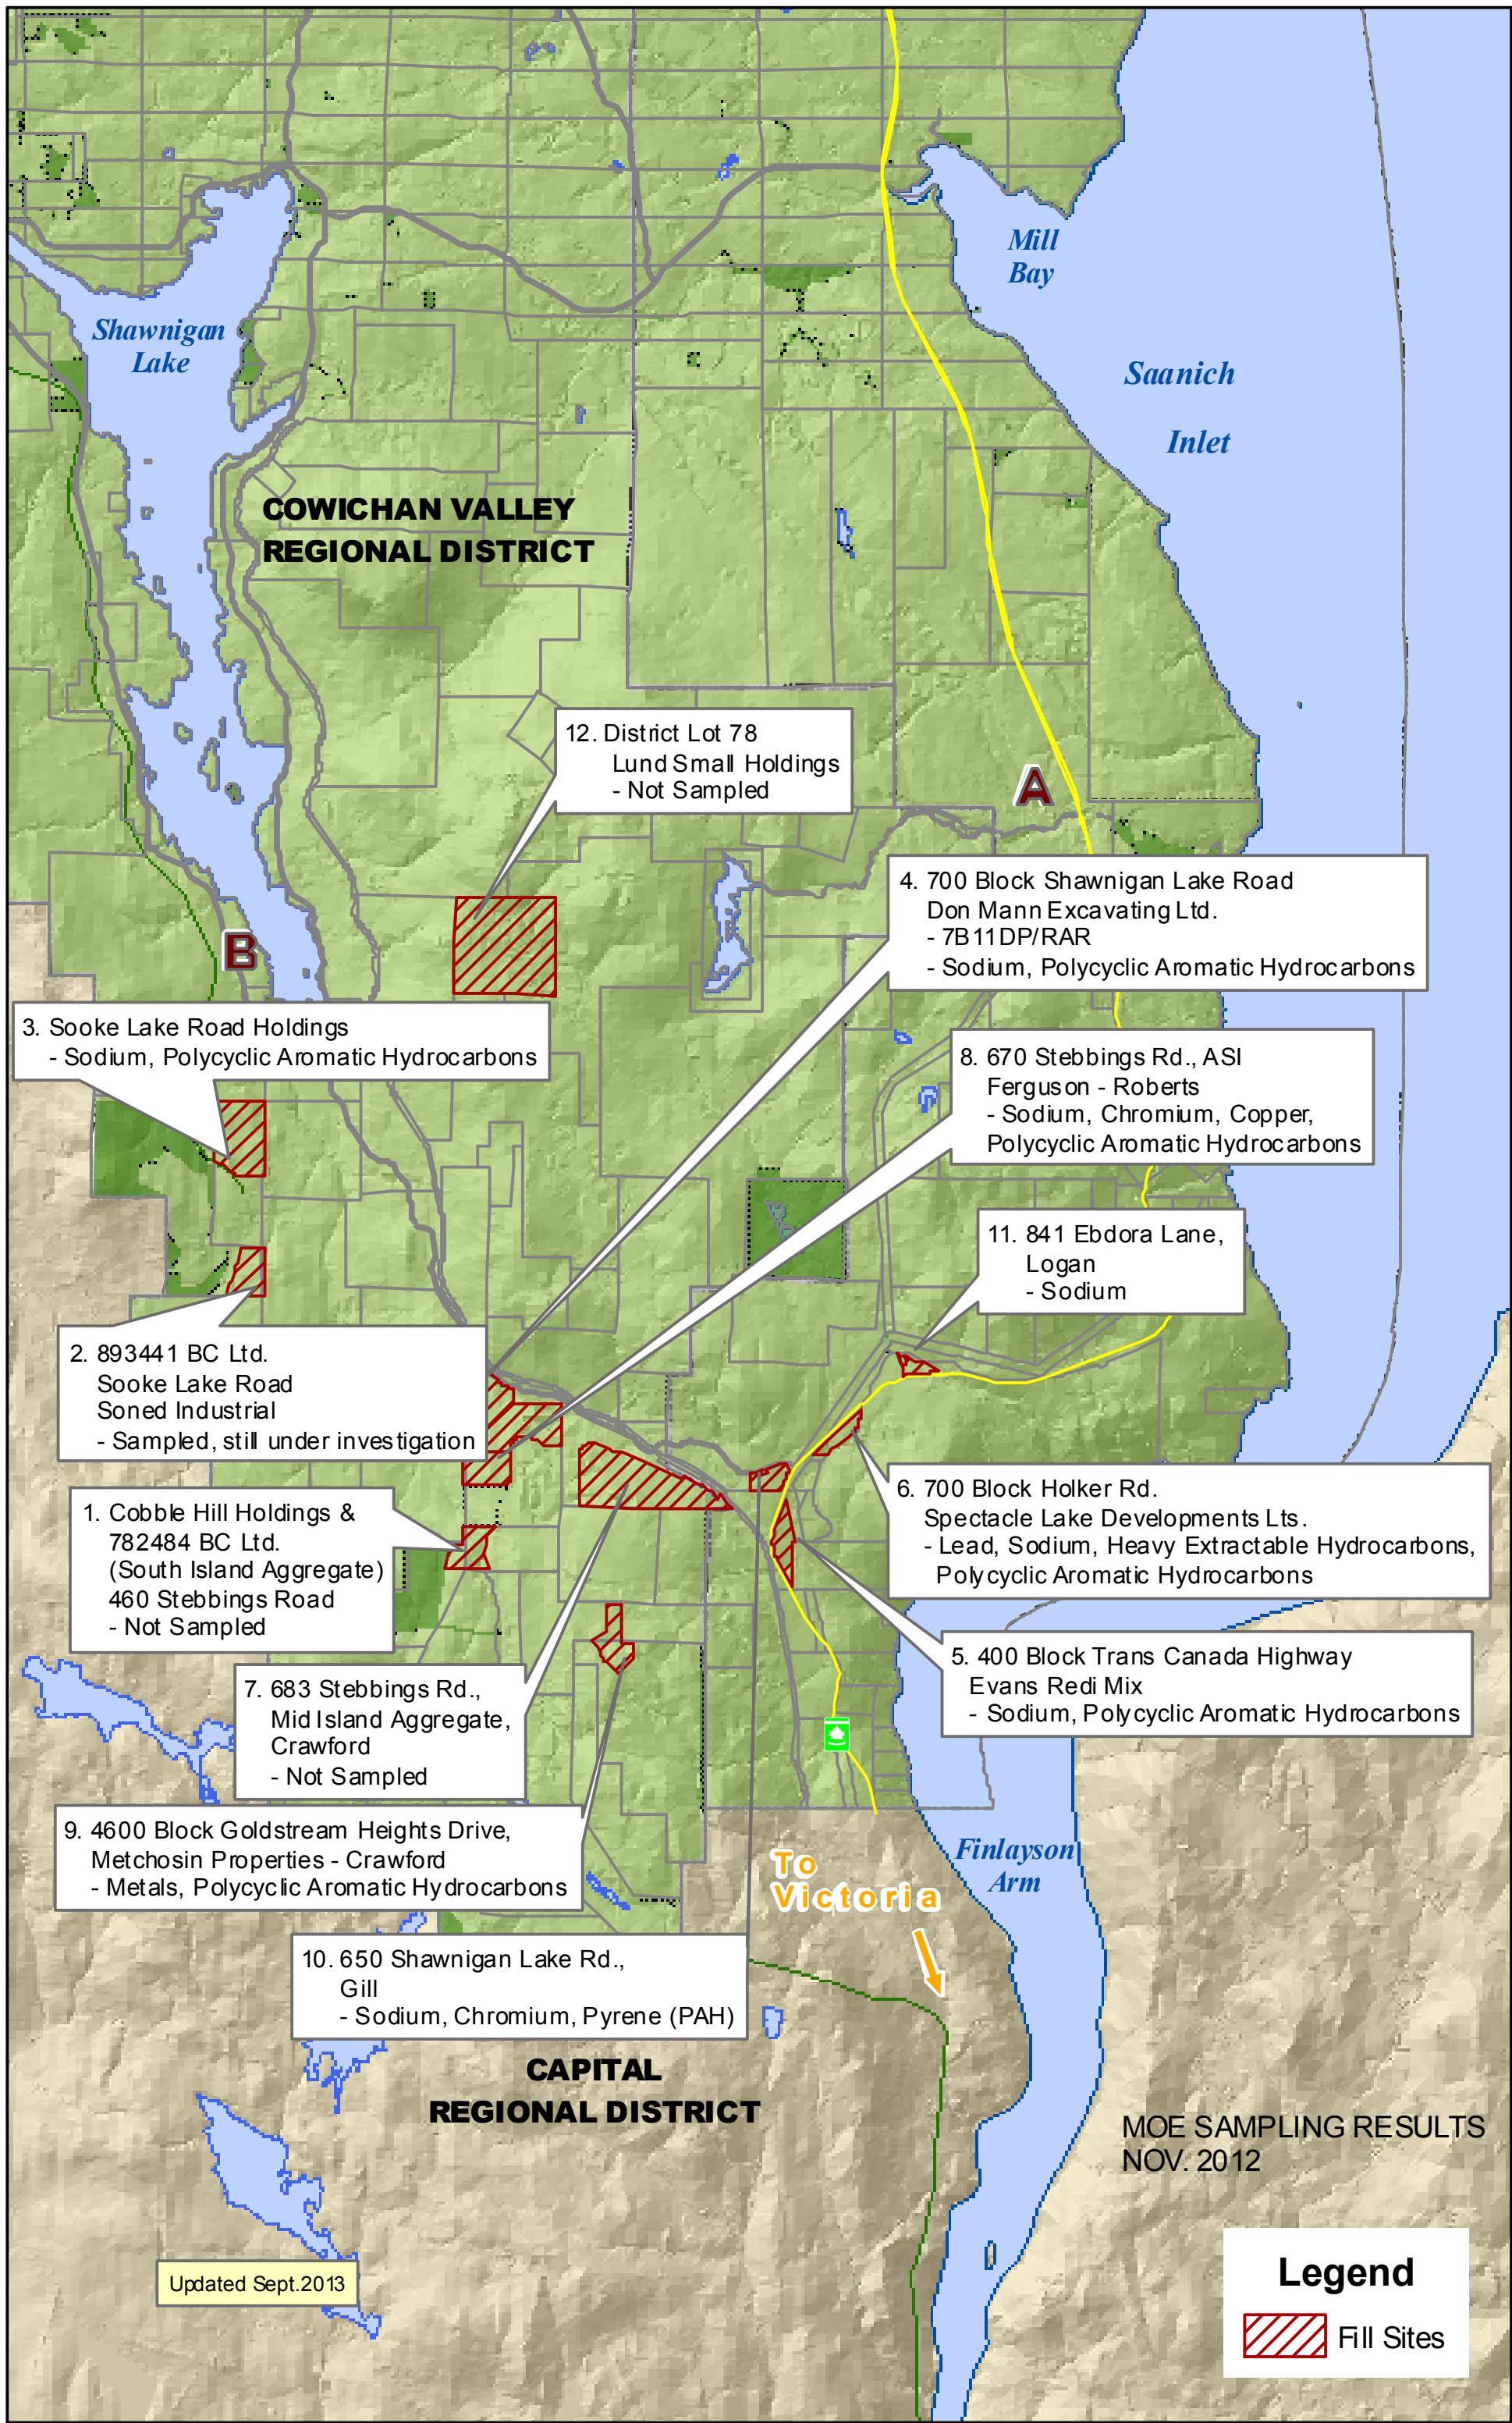 Mill
Bay
Shawnigan
Lake
Saanich
Inlet
COWICHAN VALLEY
REGIONAL DISTRICT
12. District Lot 78
Lund Small Holdings
- Not Sampled
A
4. 700 Block Shawnigan Lake Road
Don Mann Excavating Ltd.
- 7B11DP/RAR
- Sodium, Polycyclic Aromatic Hydrocarbons
B
3. Sooke Lake Road Holdings
- Sodium, Polycyclic Aromatic Hydrocarbons
8. 670 Stebbings Rd., ASI
Ferguson - Roberts
- Sodium, Chromium, Copper,
Polycyclic Aromatic Hydrocarbons
11. 841 Ebdora Lane,
Logan
- Sodium
2. 893441 BC Ltd.
Sooke Lake Road
Soned Industrial
- Sampled, still under investigation
6. 700 Block Holker Rd.
Spectacle Lake Developments Lts.
- Lead, Sodium, Heavy Extractable Hydrocarbons,
Polycyclic Aromatic Hydrocarbons
1. Cobble Hill Holdings &
782484 BC Ltd.
(South Island Aggregate)
460 Stebbings Road
- Not Sampled
5. 400 Block Trans Canada Highway
Evans Redi Mix
- Sodium, Polycyclic Aromatic Hydrocarbons
7. 683 Stebbings Rd.,
Mid Island Aggregate,
Crawford
- Not Sampled
9. 4600 Block Goldstream Heights Drive,
Metchosin Properties - Crawford
- Metals, Polycyclic Aromatic Hydrocarbons
Finlayson
Arm
To
Victoria
10. 650 Shawnigan Lake Rd.,
Gill
- Sodium, Chromium, Pyrene (PAH)
CAPITAL
REGIONAL DISTRICT
MOE SAMPLING RESULTS
NOV. 2012
Updated Sept.2013
Legend
Fill Sites